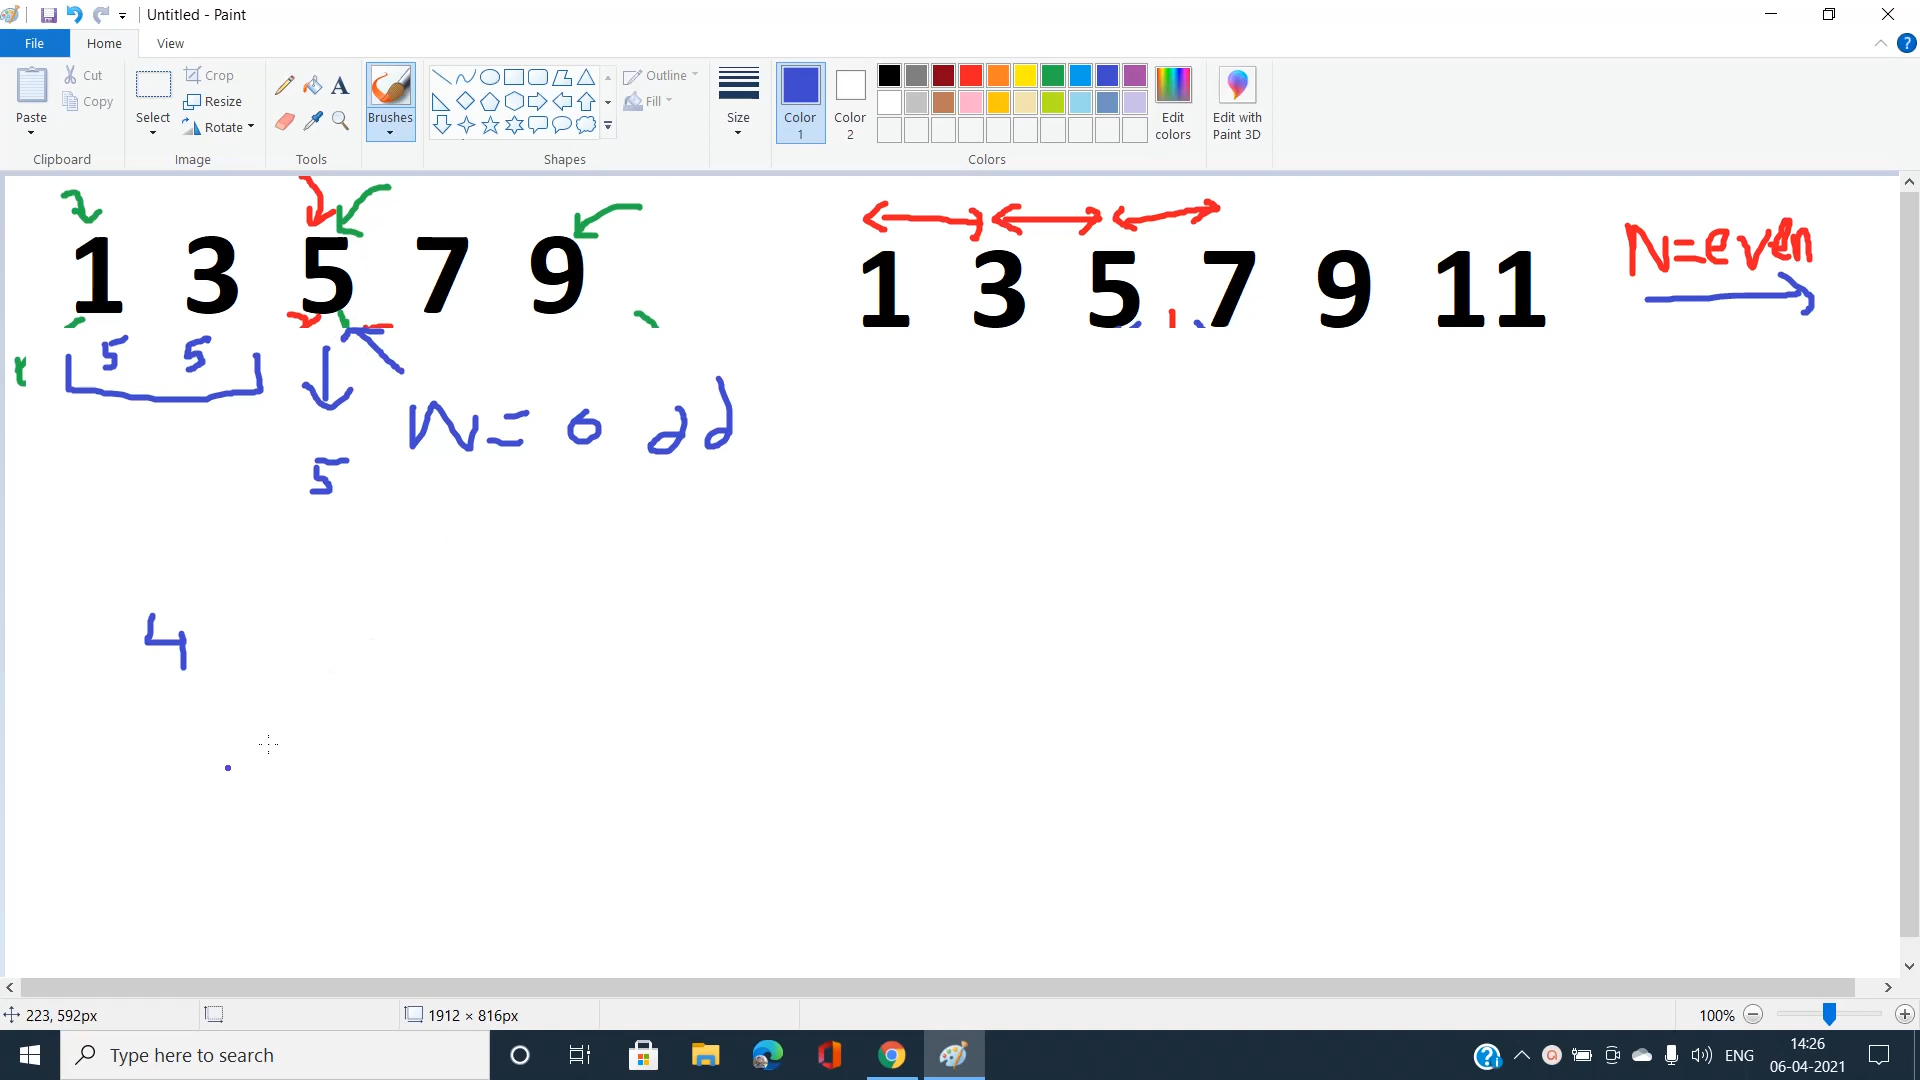 Untitled - Paint
File Home View
Paste
Cut
Copy
Clipboard
Select
Crop
Resize
Rotate
Image
Tools
Brushes
Outline
Fill
Shapes
Size
Color 1
Color 2
Edit colors
Edit with Paint 3D
Colors
1 3 5 7 9
5 5
N= odd
5
4
1 3 5 7 9 11
N=even
223, 592px
1912 × 816px
100%
Type here to search
ENG
14:26
06-04-2021